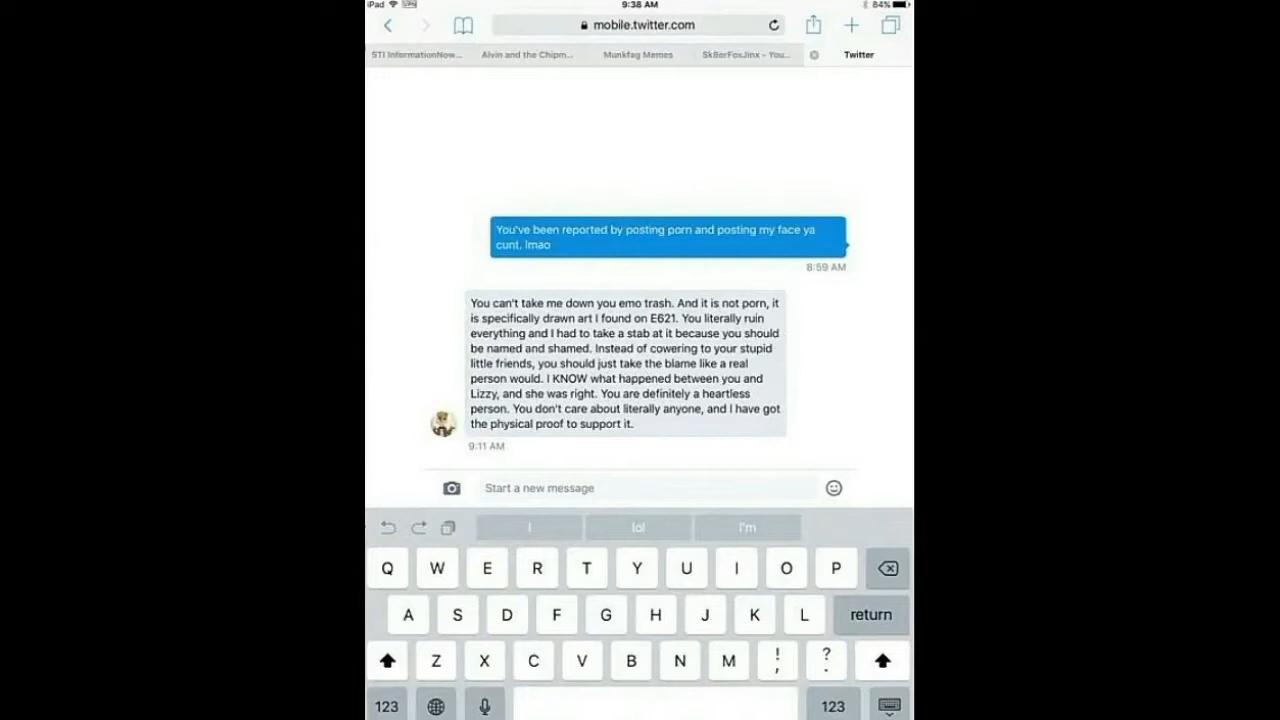 iPad VPN 9:38 AM 84%
mobile.twitter.com
STI InformationNow... Alvin and the Chipm... Munkfag Memes Sk8erFoxJinx - You... Twitter
You've been reported by posting porn and posting my face ya
cunt, lmao
8:59 AM
You can't take me down you emo trash. And it is not porn, it
is specifically drawn art I found on E621. You literally ruin
everything and I had to take a stab at it because you should
be named and shamed. Instead of cowering to your stupid
little friends, you should just take the blame like a real
person would. I KNOW what happened between you and
Lizzy, and she was right. You are definitely a heartless
person. You don't care about literally anyone, and I have got
the physical proof to support it.
9:11 AM
Start a new message
I lol I'm
Q W E R T Y U I O P
A S D F G H J K L return
Z X C V B N M ! , ? .
123 123